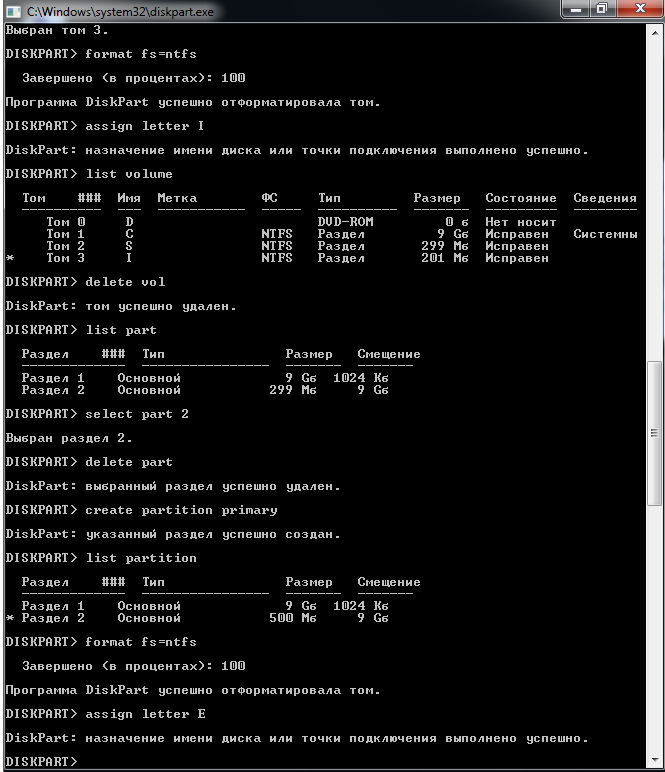 C:\Windows\system32\diskpart.exe
Выбран том 3.
DISKPART> format fs=ntfs
Завершено (в процентах): 100
Программа DiskPart успешно отформатировала том.
DISKPART> assign letter I
DiskPart: назначение имени диска или точки подключения выполнено успешно.
DISKPART> list volume
Том ### Имя Метка ФС Тип Размер Состояние Сведения
---------- --- ----------- ----- ---------- ------- --------- --------
Том 0 D DVD-ROM 0 б Нет носит
Том 1 C NTFS Раздел 9 Gб Исправен Системны
Том 2 S NTFS Раздел 299 Мб Исправен
* Том 3 I NTFS Раздел 201 Мб Исправен
DISKPART> delete vol
DiskPart: том успешно удален.
DISKPART> list part
Раздел ### Тип Размер Смещение
------------- ---------------- ------- -------
Раздел 1 Основной 9 Gб 1024 Кб
Раздел 2 Основной 299 Мб 9 Gб
DISKPART> select part 2
Выбран раздел 2.
DISKPART> delete part
DiskPart: выбранный раздел успешно удален.
DISKPART> create partition primary
DiskPart: указанный раздел успешно создан.
DISKPART> list partition
Раздел ### Тип Размер Смещение
------------- ---------------- ------- -------
Раздел 1 Основной 9 Gб 1024 Кб
* Раздел 2 Основной 500 Мб 9 Gб
DISKPART> format fs=ntfs
Завершено (в процентах): 100
Программа DiskPart успешно отформатировала том.
DISKPART> assign letter E
DiskPart: назначение имени диска или точки подключения выполнено успешно.
DISKPART>